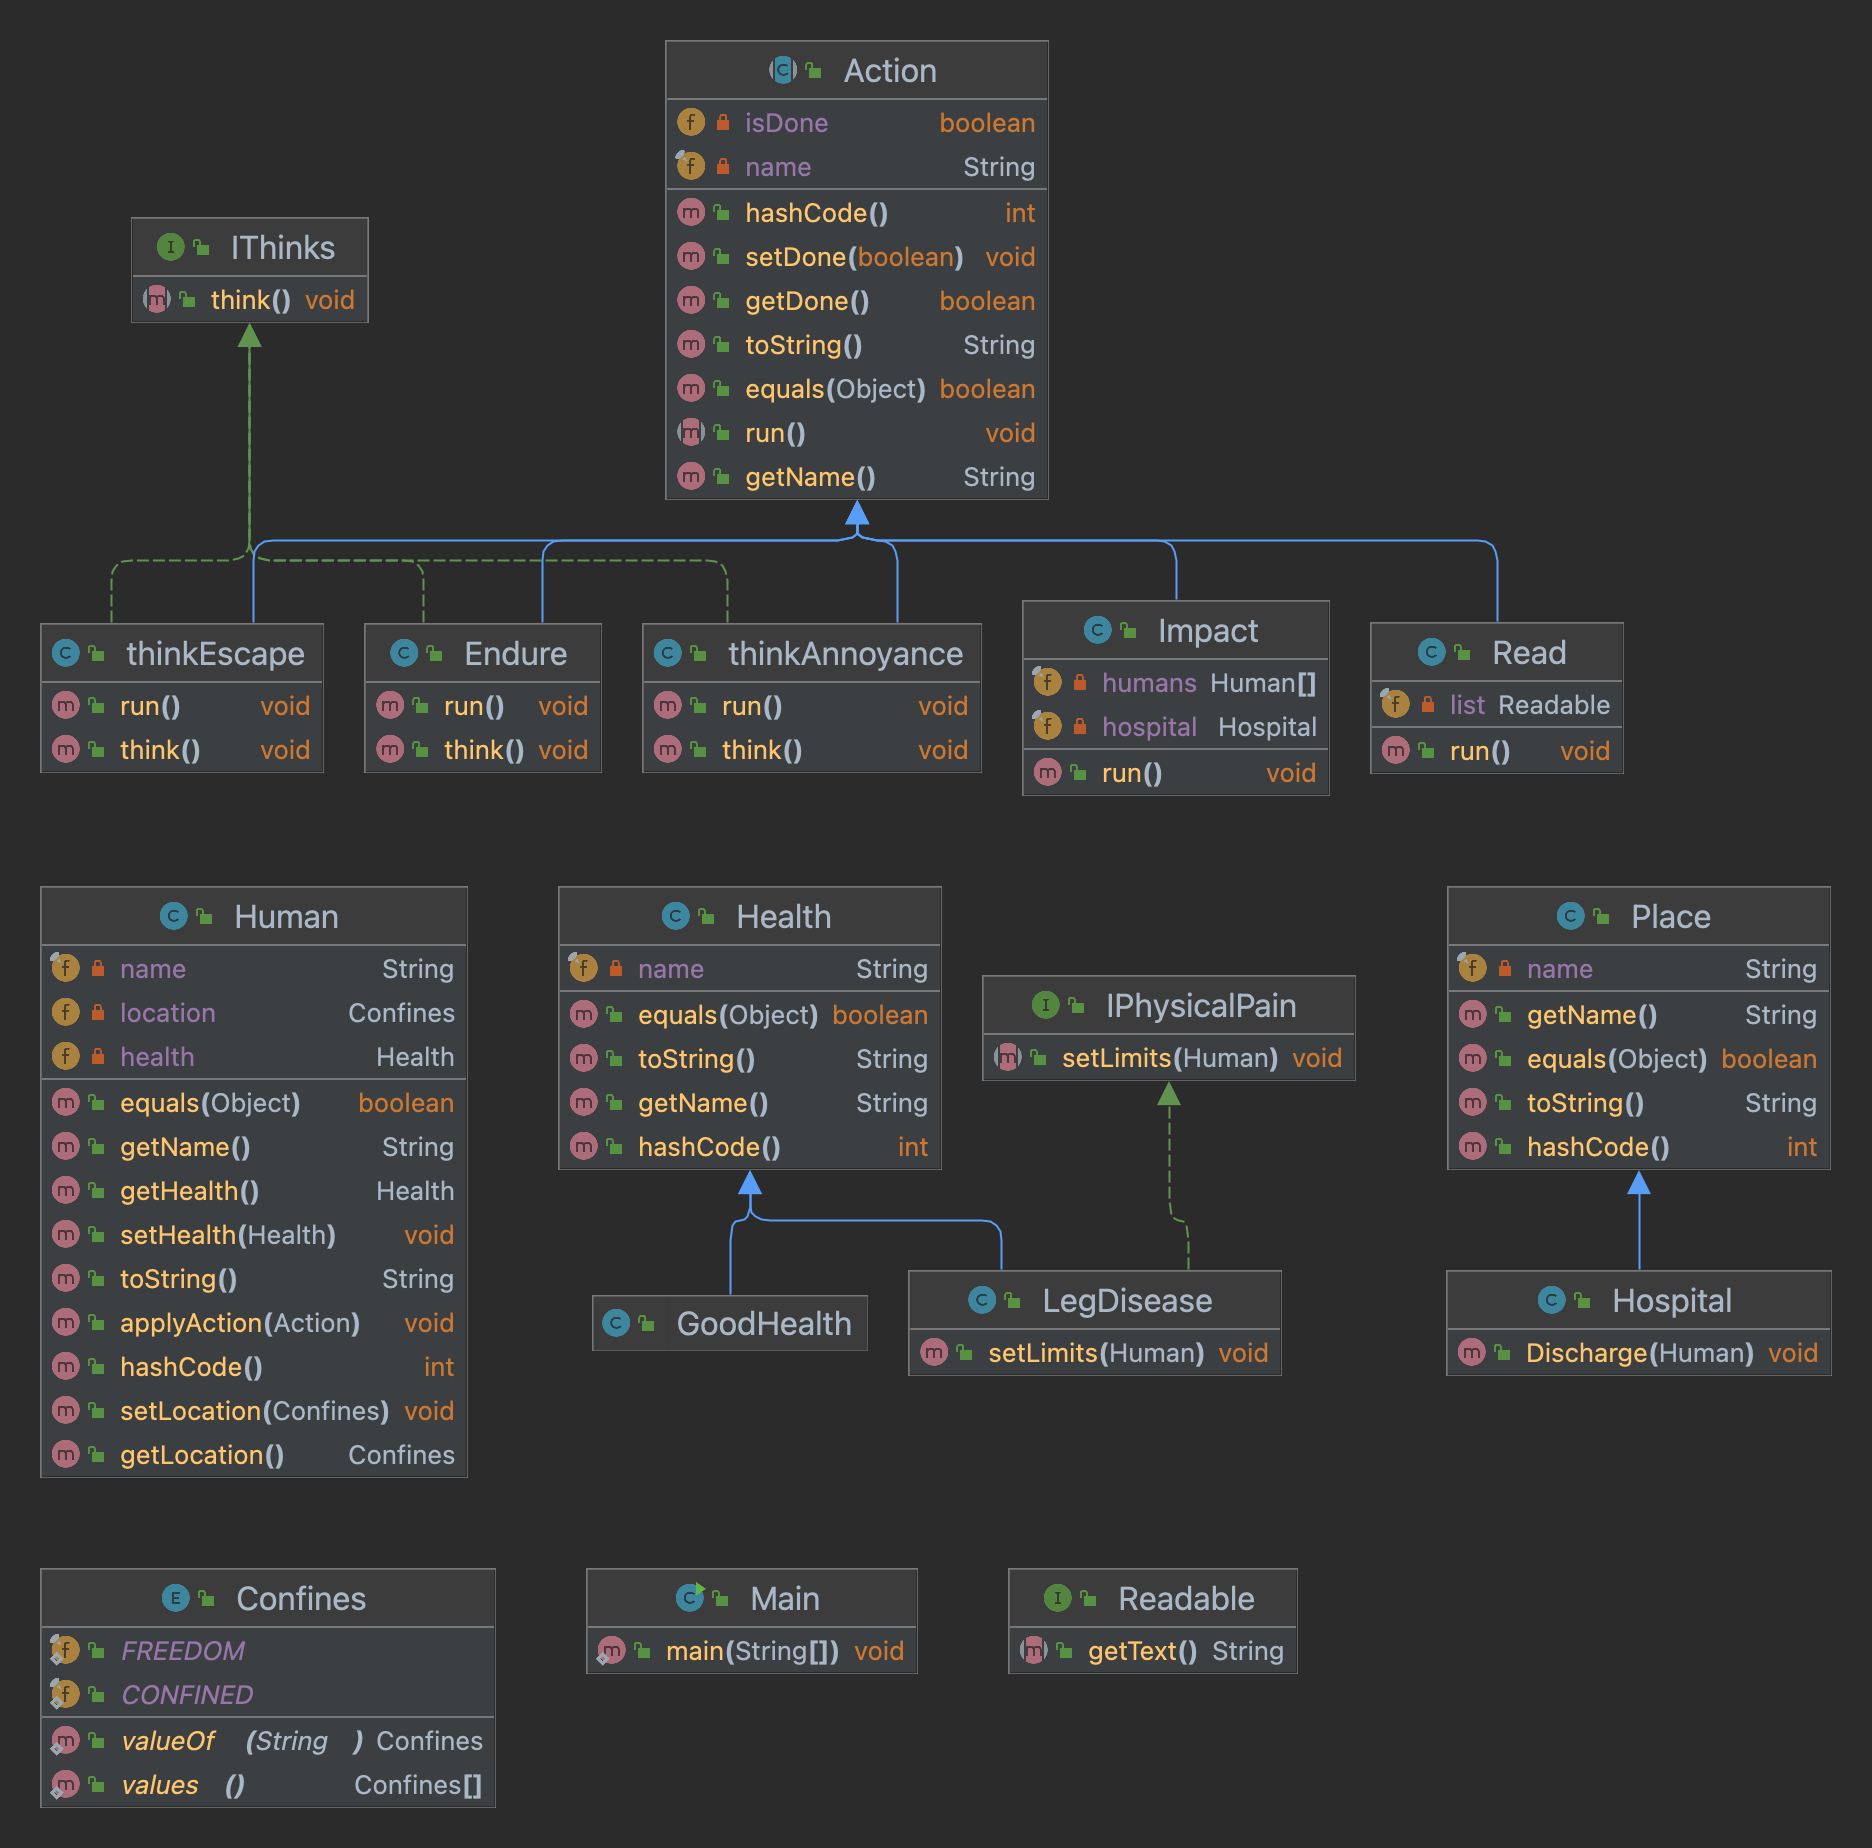 Action
isDone boolean
name String
hashCode() int
setDone(boolean) void
getDone() boolean
toString() String
equals(Object) boolean
run() void
getName() String
IThinks
think() void
thinkEscape
run() void
think() void
Endure
run() void
think() void
thinkAnnoyance
run() void
think() void
Impact
humans Human[]
hospital Hospital
run() void
Read
list Readable
run() void
Human
name String
location Confines
health Health
equals(Object) boolean
getName() String
getHealth() Health
setHealth(Health) void
toString() String
applyAction(Action) void
hashCode() int
setLocation(Confines) void
getLocation() Confines
Health
name String
equals(Object) boolean
toString() String
getName() String
hashCode() int
IPhysicalPain
setLimits(Human) void
Place
name String
getName() String
equals(Object) boolean
toString() String
hashCode() int
GoodHealth
LegDisease
setLimits(Human) void
Hospital
Discharge(Human) void
Confines
FREEDOM
CONFINED
valueOf (String ) Confines
values () Confines[]
Main
main(String[]) void
Readable
getText() String